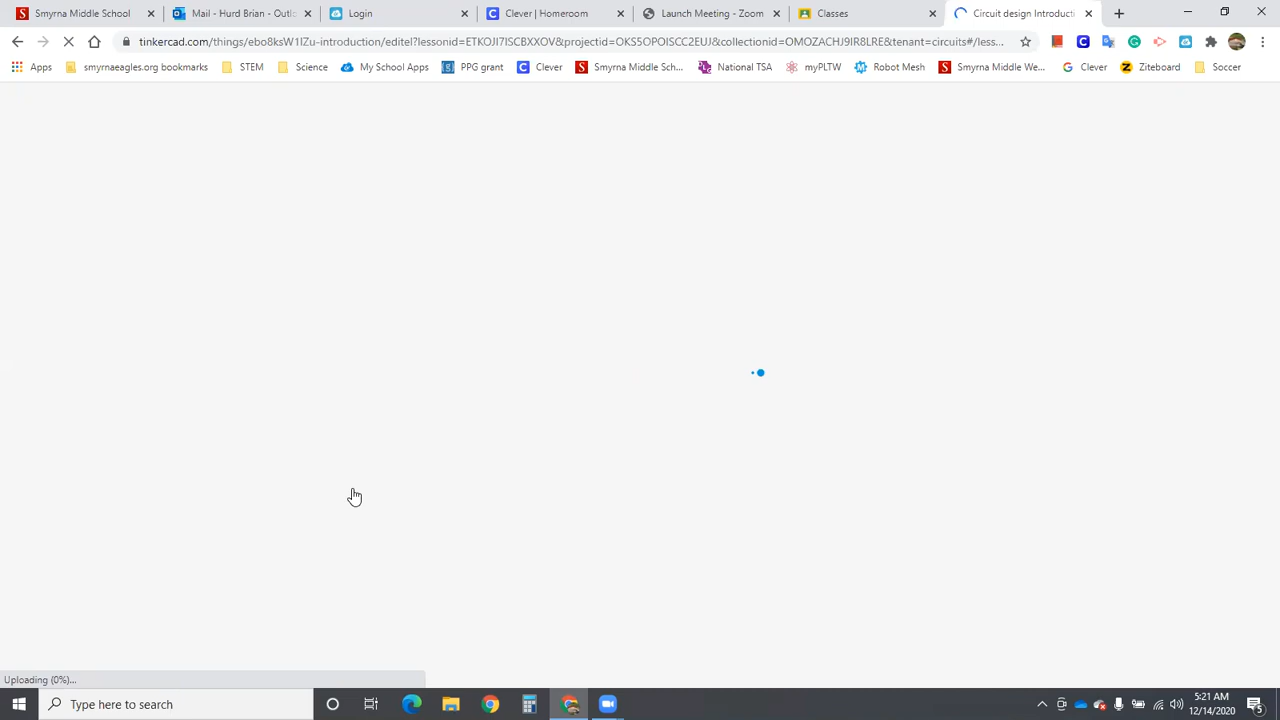 Smyrna Middle School
Mail - Hurd Brian - Outl
Login
Clever | Homeroom
Launch Meeting - Zoom
Classes
Circuit design Introducti
tinkercad.com/things/ebo8ksW1lZu-introduction/editel?lessonid=ETKOJI7ISCBXXOV&projectid=OKS5OPOISCC2EUJ&collectionid=OMOZACHJ9IR8LRE&tenant=circuits#/less...
Apps
smyrnaeagles.org bookmarks
STEM
Science
My School Apps
PPG grant
Clever
Smyrna Middle Sch...
National TSA
myPLTW
Robot Mesh
Smyrna Middle We...
Clever
Ziteboard
Soccer
Uploading (0%)...
Type here to search
5:21 AM
12/14/2020